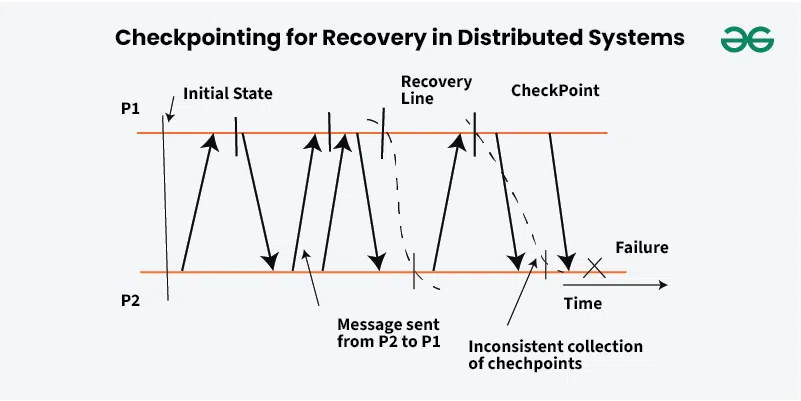 Checkpointing for Recovery in Distributed Systems
Initial State
Recovery
Line
CheckPoint
P1
Failure
P2
Time
Message sent
from P2 to P1
Inconsistent collection
of chechpoints